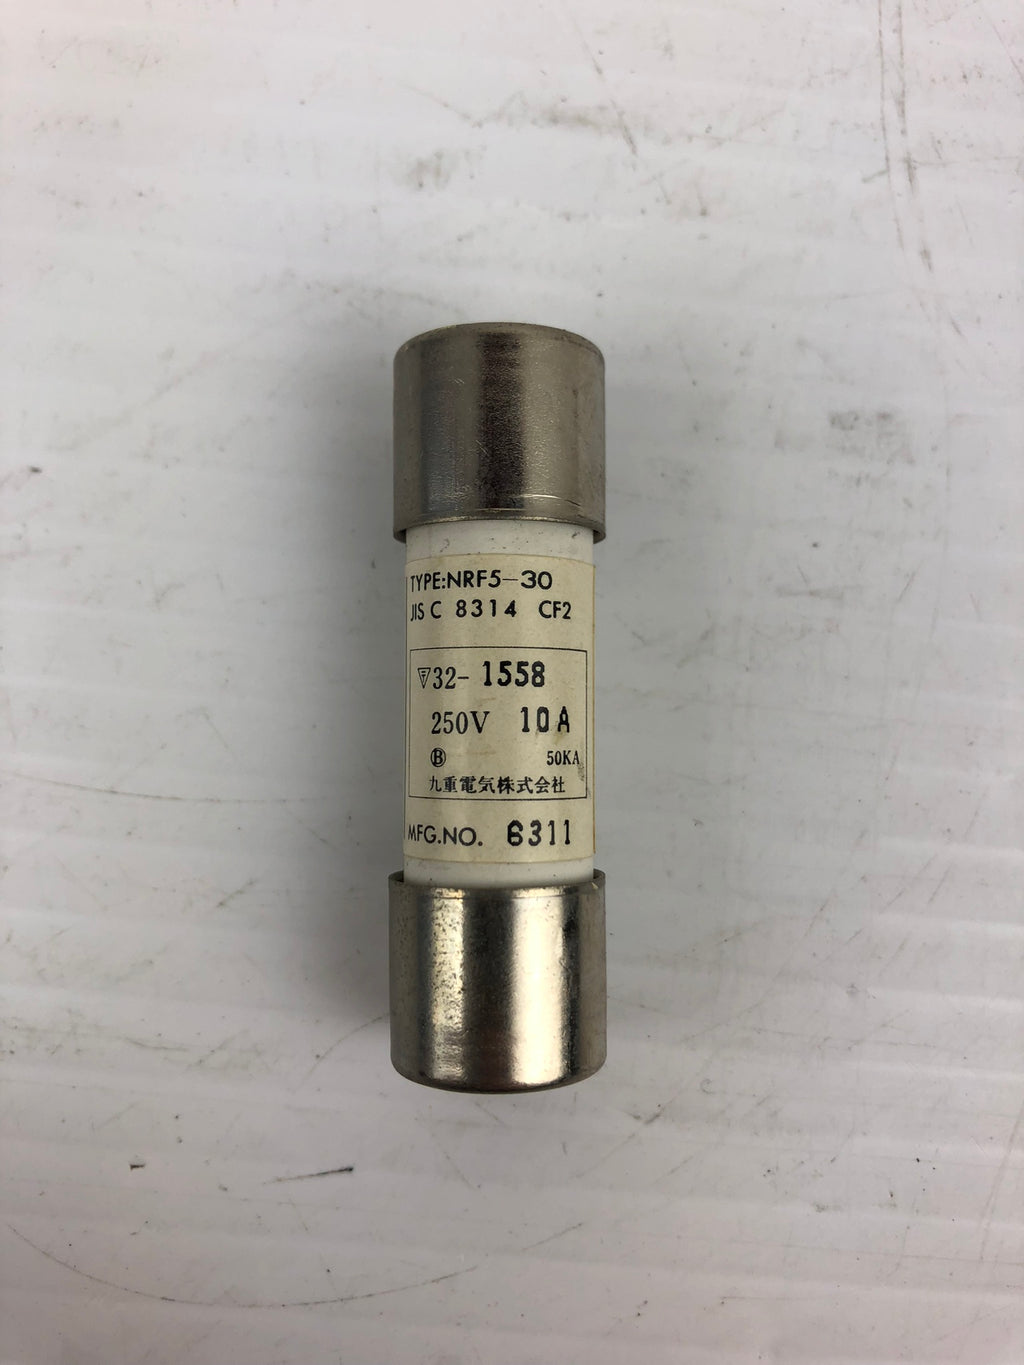 TYPE:NRF5-30
JIS C 8314 CF2
32- 1558
250V 10A
Ⓑ 50KA
九重電気株式会社
MFG.NO. 6311